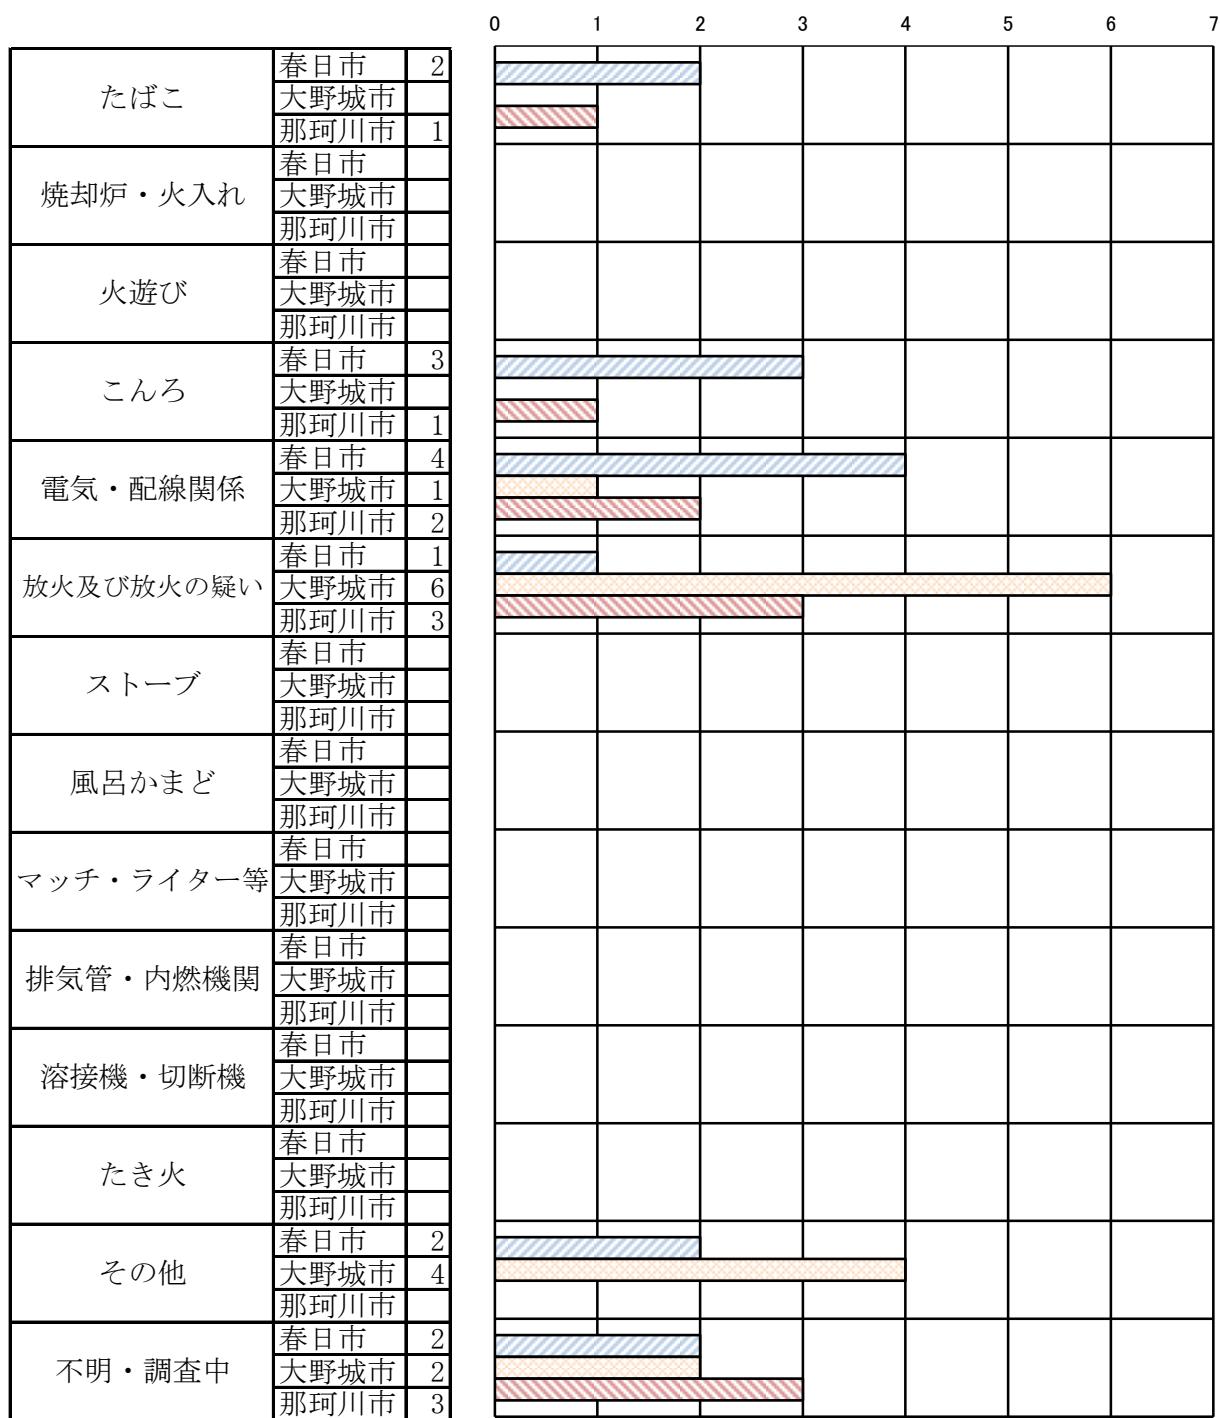 0 1 2 3 4 5 6 7
たばこ
春日市 2
大野城市
那珂川市 1
焼却炉・火入れ
春日市
大野城市
那珂川市
火遊び
春日市
大野城市
那珂川市
こんろ
春日市 3
大野城市
那珂川市 1
電気・配線関係
春日市 4
大野城市 1
那珂川市 2
放火及び放火の疑い
春日市 1
大野城市 6
那珂川市 3
ストーブ
春日市
大野城市
那珂川市
風呂かまど
春日市
大野城市
那珂川市
マッチ・ライター等
春日市
大野城市
那珂川市
排気管・内燃機関
春日市
大野城市
那珂川市
溶接機・切断機
春日市
大野城市
那珂川市
たき火
春日市
大野城市
那珂川市
その他
春日市 2
大野城市 4
那珂川市
不明・調査中
春日市 2
大野城市 2
那珂川市 3